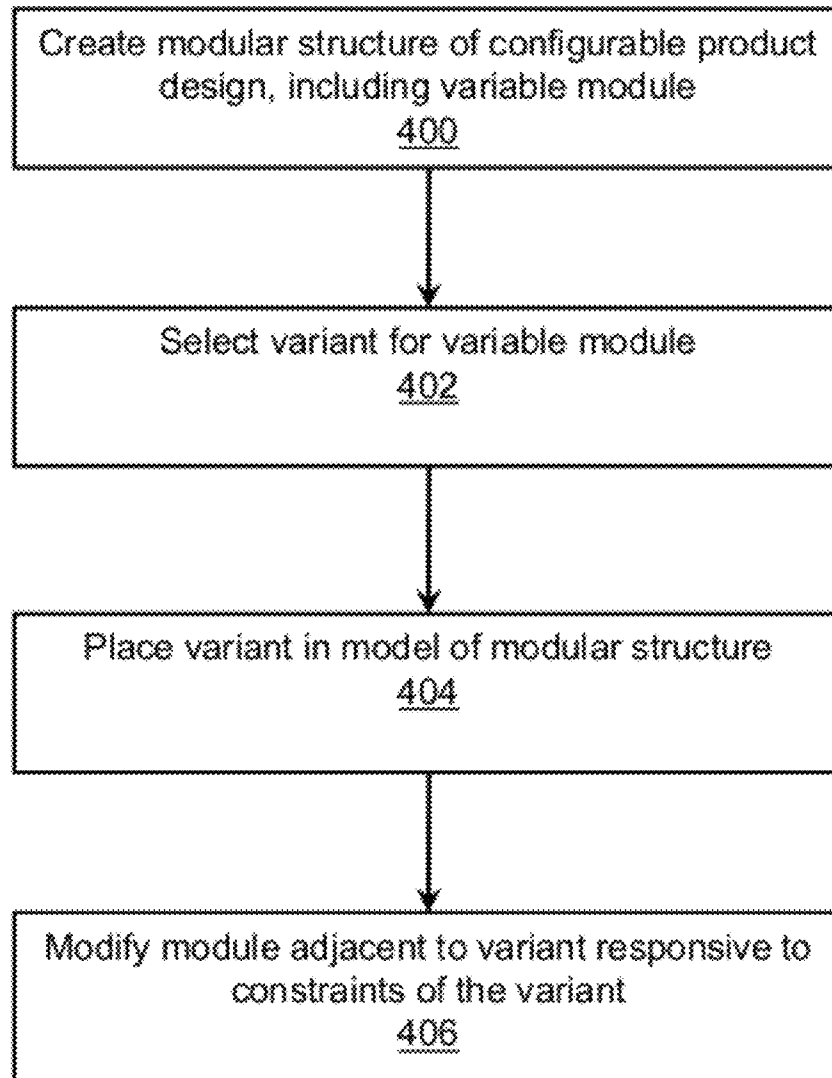 Create modular structure of configurable product
design, including variable module
400
Select variant for variable module
402
Place variant in model of modular structure
404
Modify module adjacent to variant responsive to
constraints of the variant
406